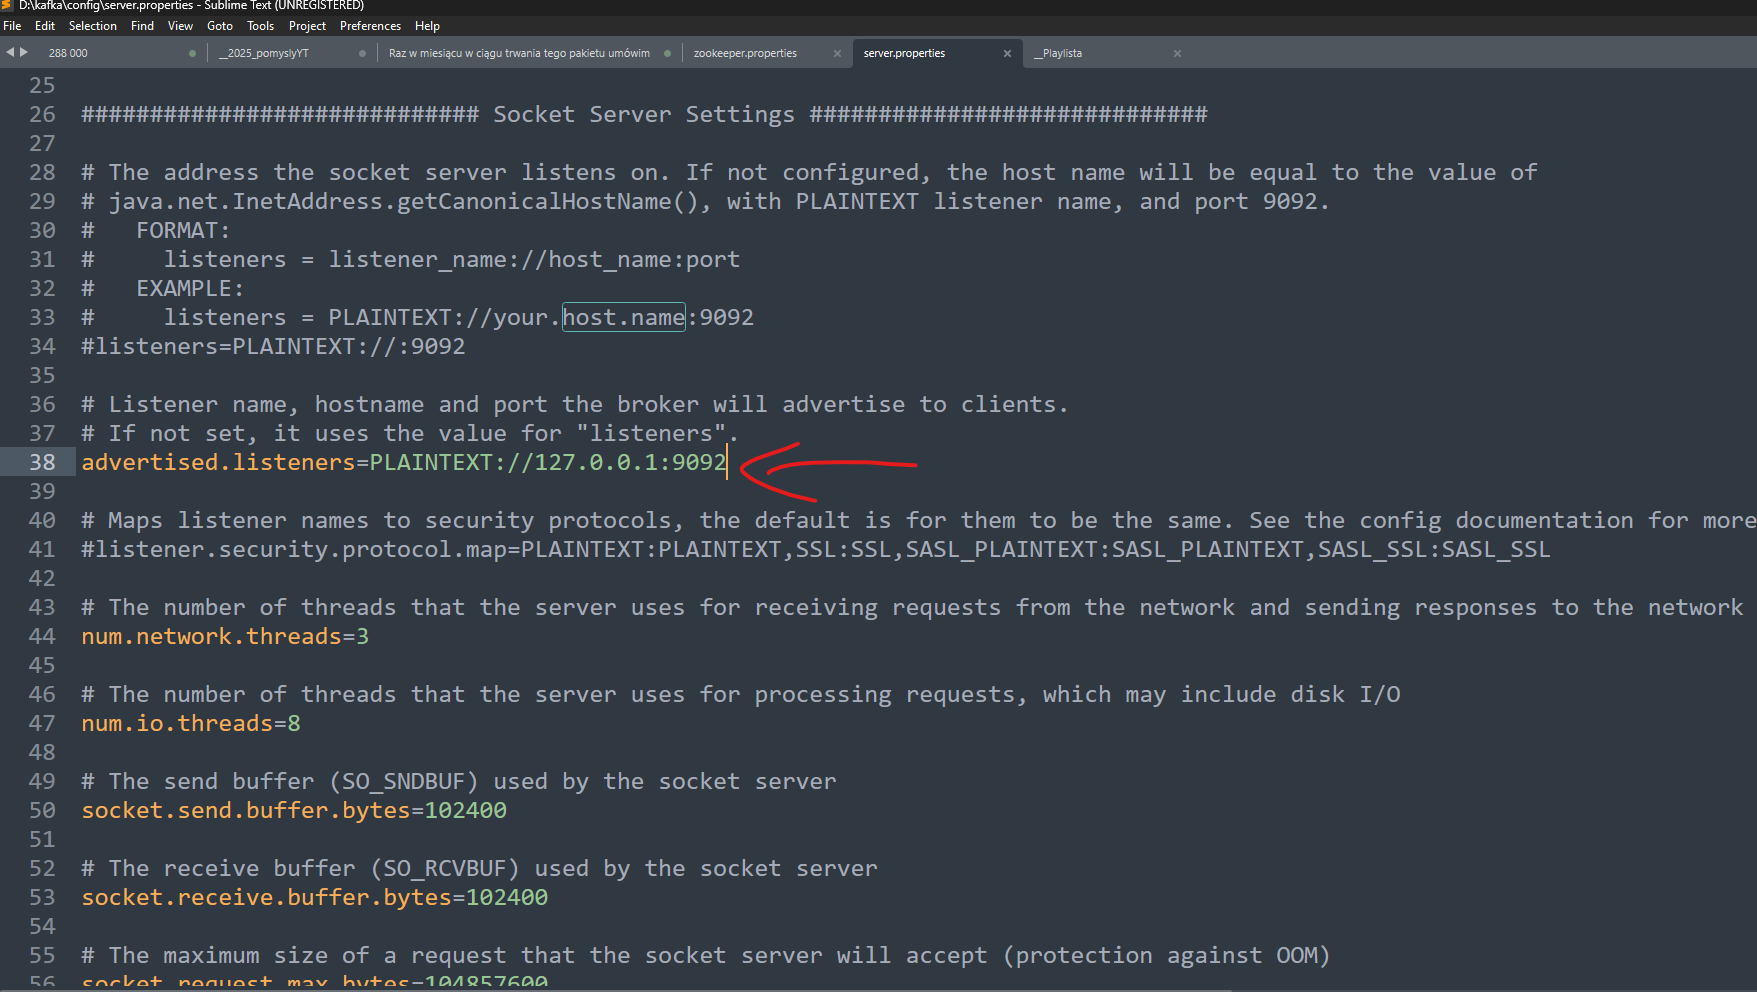 D:\kafka\config\server.properties - Sublime Text (UNREGISTERED)
File Edit Selection Find View Goto Tools Project Preferences Help
288 000 __2025_pomyslyYT Raz w miesiącu w ciągu trwania tego pakietu umówim zookeeper.properties server.properties __Playlista
25
26 ############################# Socket Server Settings #############################
27
28 # The address the socket server listens on. If not configured, the host name will be equal to the value of
29 # java.net.InetAddress.getCanonicalHostName(), with PLAINTEXT listener name, and port 9092.
30 #   FORMAT:
31 #     listeners = listener_name://host_name:port
32 #   EXAMPLE:
33 #     listeners = PLAINTEXT://your.host.name:9092
34 #listeners=PLAINTEXT://:9092
35
36 # Listener name, hostname and port the broker will advertise to clients.
37 # If not set, it uses the value for "listeners".
38 advertised.listeners=PLAINTEXT://127.0.0.1:9092
39
40 # Maps listener names to security protocols, the default is for them to be the same. See the config documentation for more
41 #listener.security.protocol.map=PLAINTEXT:PLAINTEXT,SSL:SSL,SASL_PLAINTEXT:SASL_PLAINTEXT,SASL_SSL:SASL_SSL
42
43 # The number of threads that the server uses for receiving requests from the network and sending responses to the network
44 num.network.threads=3
45
46 # The number of threads that the server uses for processing requests, which may include disk I/O
47 num.io.threads=8
48
49 # The send buffer (SO_SNDBUF) used by the socket server
50 socket.send.buffer.bytes=102400
51
52 # The receive buffer (SO_RCVBUF) used by the socket server
53 socket.receive.buffer.bytes=102400
54
55 # The maximum size of a request that the socket server will accept (protection against OOM)
56 socket.request.max.bytes=104857600